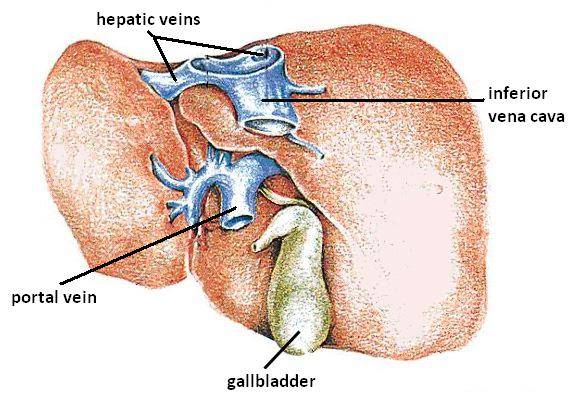 hepatic veins
inferior
vena cava
portal vein
gallbladder